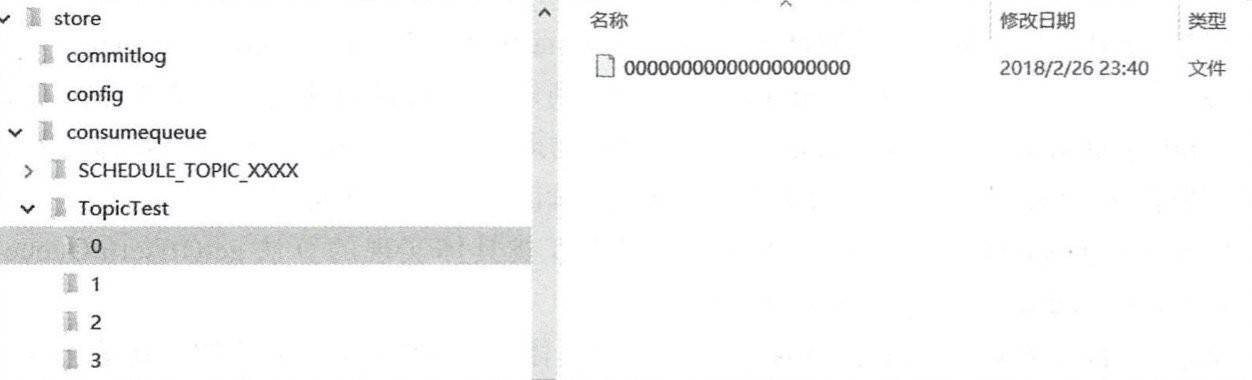 store
commitlog
config
consumequeue
SCHEDULE_TOPIC_XXXX
TopicTest
0
1
2
3
名称 修改日期 类型
00000000000000000000 2018/2/26 23:40 文件